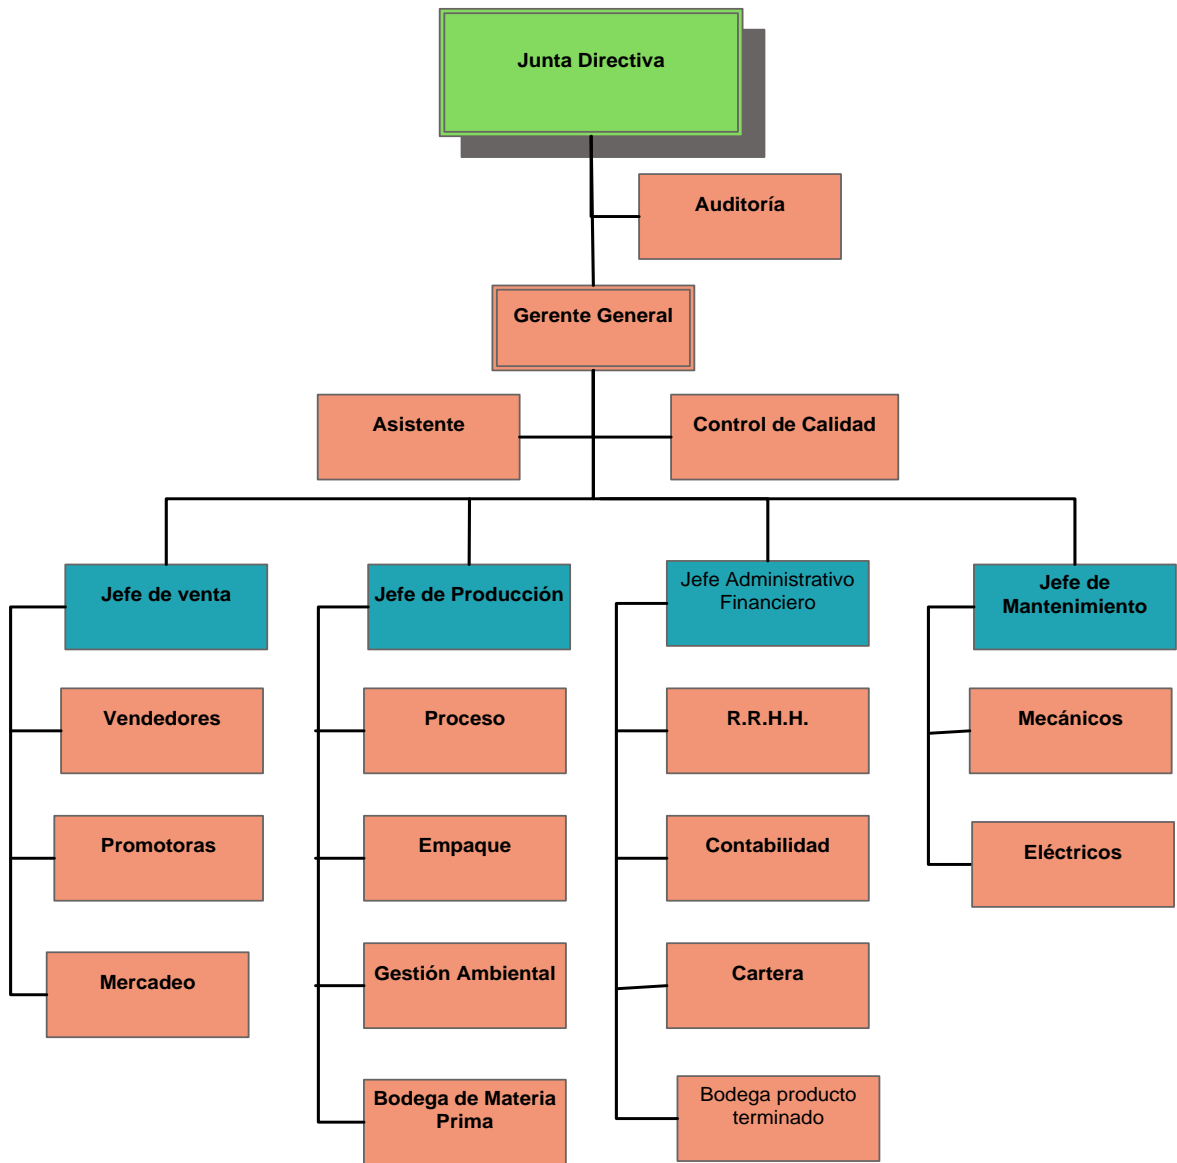 Junta Directiva
Auditoría
Gerente General
Asistente
Control de Calidad
Jefe de venta
Jefe de Producción
Jefe Administrativo
Financiero
Jefe de
Mantenimiento
Vendedores
Proceso
R.R.H.H.
Mecánicos
Promotoras
Empaque
Contabilidad
Eléctricos
Mercadeo
Gestión Ambiental
Cartera
Bodega de Materia
Prima
Bodega producto
terminado